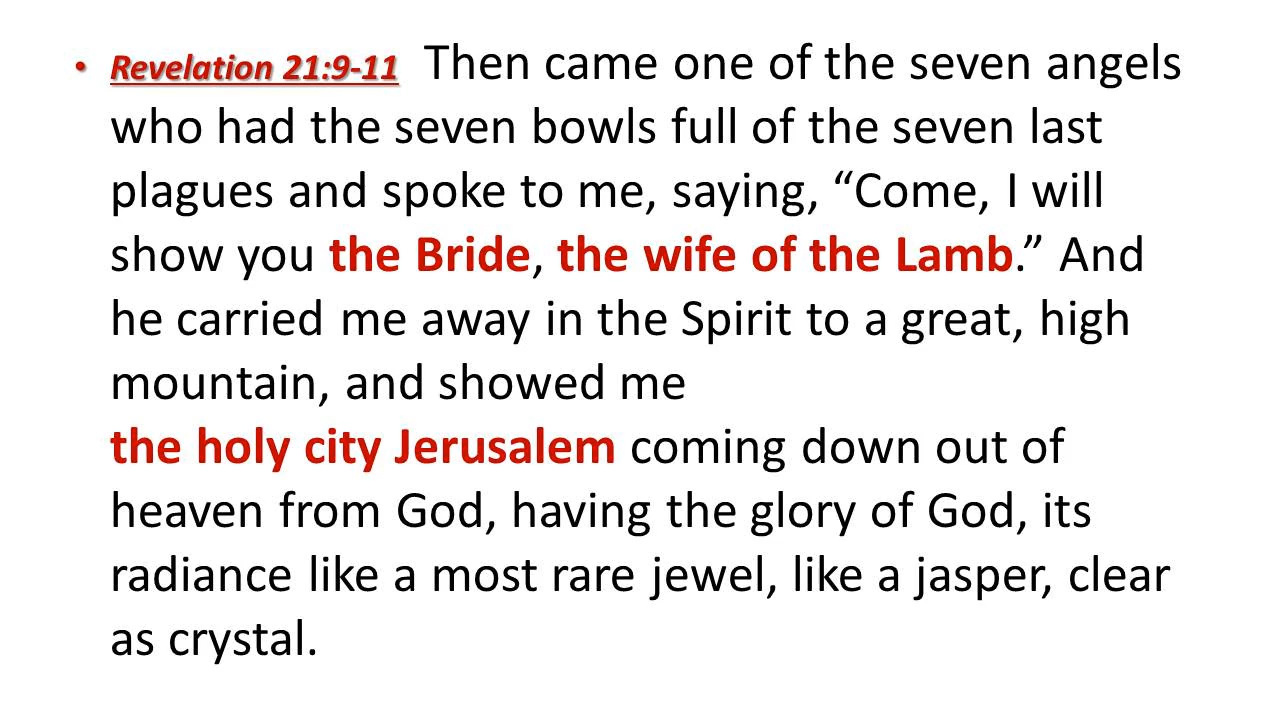 • Revelation 21:9-11 Then came one of the seven angels
who had the seven bowls full of the seven last
plagues and spoke to me, saying, “Come, I will
show you the Bride, the wife of the Lamb.” And
he carried me away in the Spirit to a great, high
mountain, and showed me
the holy city Jerusalem coming down out of
heaven from God, having the glory of God, its
radiance like a most rare jewel, like a jasper, clear
as crystal.